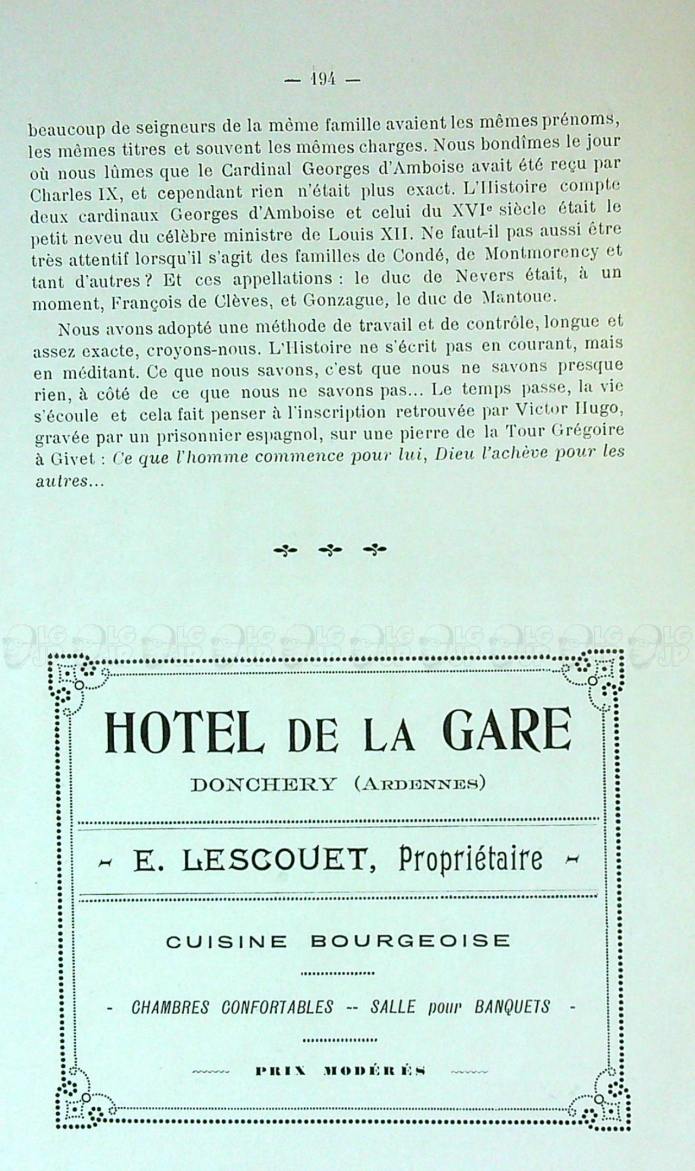 — 194 —
beaucoup de seigneurs de la même famille avaient les mêmes prénoms,
les mêmes titres et souvent les mêmes charges. Nous bondîmes le jour
où nous lûmes que le Cardinal Georges d'Amboise avait été reçu par
Charles IX, et cependant rien n'était plus exact. L'Histoire compte
deux cardinaux Georges d'Amboise et celui du XVIe siècle était le
petit neveu du célèbre ministre de Louis XII. Ne faut-il pas aussi être
très attentif lorsqu'il s'agit des familles de Condé, de Montmorency et
tant d'autres ? Et ces appellations : le duc de Nevers était, à un
moment, François de Clèves, et Gonzague, le duc de Mantoue.
Nous avons adopté une méthode de travail et de contrôle, longue et
assez exacte, croyons-nous. L'Histoire ne s'écrit pas en courant, mais
en méditant. Ce que nous savons, c'est que nous ne savons presque
rien, à côté de ce que nous ne savons pas... Le temps passe, la vie
s'écoule et cela fait penser à l'inscription retrouvée par Victor Hugo,
gravée par un prisonnier espagnol, sur une pierre de la Tour Grégoire
à Givet : Ce que l'homme commence pour lui, Dieu l'achève pour les
autres...
HOTEL DE LA GARE
DONCHERY (ARDENNES)
E. LESCOUET, Propriétaire
CUISINE BOURGEOISE
- CHAMBRES CONFORTABLES -- SALLE pour BANQUETS -
PRIX MODÉRÉS